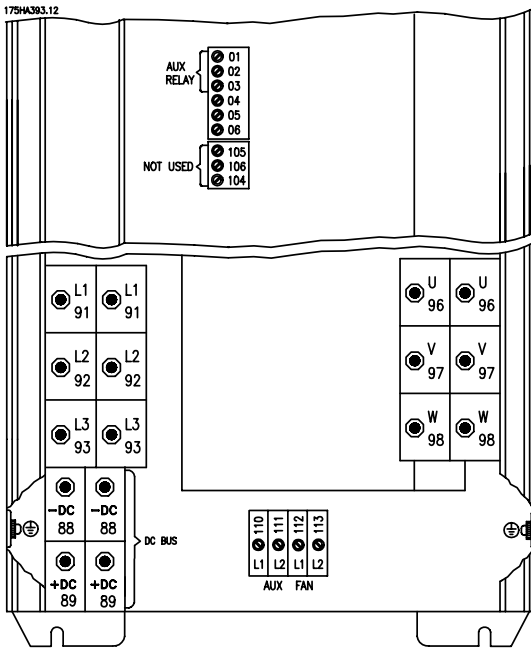 175HA393.12
AUX
RELAY
01
02
03
04
05
06
NOT USED
105
106
104
L1
91
L1
91
L2
92
L2
92
L3
93
L3
93
U
96
U
96
V
97
V
97
W
98
W
98
-DC
88
-DC
88
+DC
89
+DC
89
DC BUS
110
111
112
113
L1
L2
L1
L2
AUX FAN